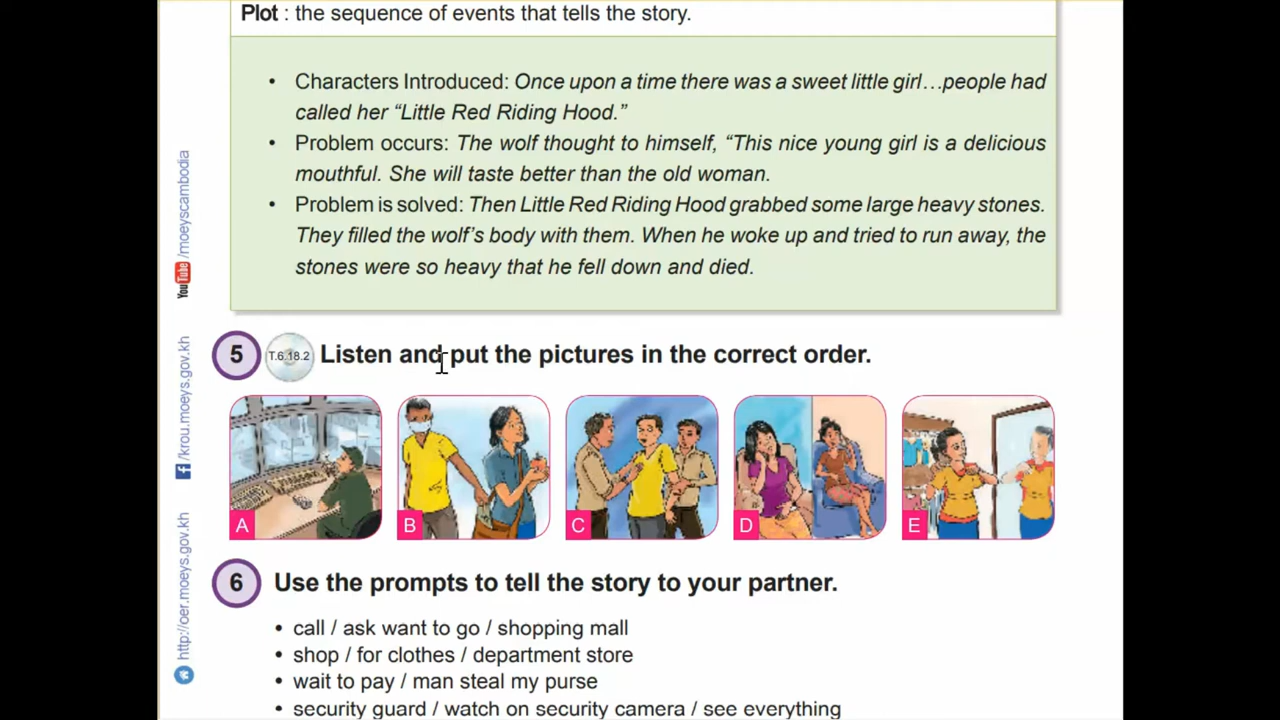 Plot : the sequence of events that tells the story.
• Characters Introduced: Once upon a time there was a sweet little girl…people had
called her “Little Red Riding Hood.”
• Problem occurs: The wolf thought to himself, “This nice young girl is a delicious
mouthful. She will taste better than the old woman.
• Problem is solved: Then Little Red Riding Hood grabbed some large heavy stones.
They filled the wolf’s body with them. When he woke up and tried to run away, the
stones were so heavy that he fell down and died.
5 T.6.18.2 Listen and put the pictures in the correct order.
A B C D E
6 Use the prompts to tell the story to your partner.
• call / ask want to go / shopping mall
• shop / for clothes / department store
• wait to pay / man steal my purse
• security guard / watch on security camera / see everything
YouTube /moeyscambodia
f /krou.moeys.gov.kh
http://oer.moeys.gov.kh